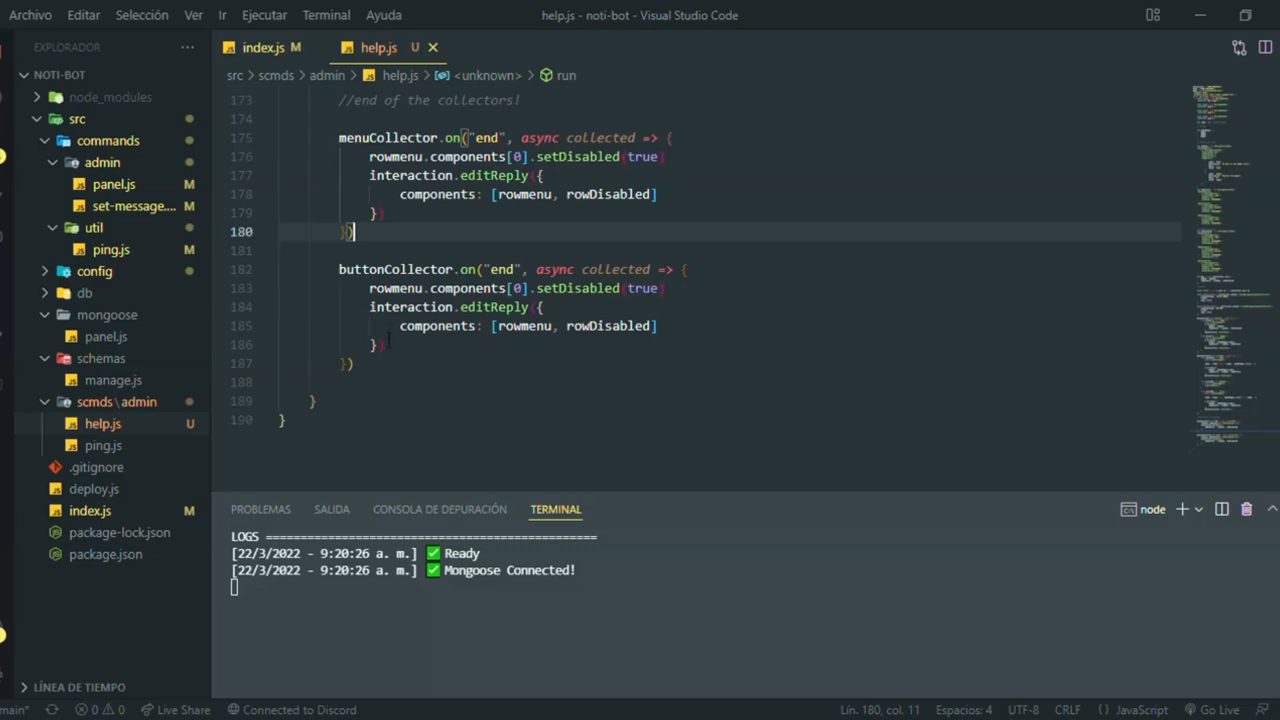 Archivo Editar Selección Ver Ir Ejecutar Terminal Ayuda help.js - noti-bot - Visual Studio Code
EXPLORADOR ···
index.js M help.js U
NOTI-BOT
src > scmds > admin > help.js > <unknown> > run
node_modules
src
commands
admin
panel.js M
set-message.... M
util
ping.js M
config
db
mongoose
panel.js
schemas
manage.js
scmds\admin
help.js U
ping.js
.gitignore
deploy.js
index.js M
package-lock.json
package.json
LÍNEA DE TIEMPO
173 //end of the collectors!
174
175 menuCollector.on("end", async collected => {
176 rowmenu.components[0].setDisabled(true)
177 interaction.editReply({
178 components: [rowmenu, rowDisabled]
179 })
180 })
181
182 buttonCollector.on("end", async collected => {
183 rowmenu.components[0].setDisabled(true)
184 interaction.editReply({
185 components: [rowmenu, rowDisabled]
186 })
187 })
188
189 }
190 }
PROBLEMAS SALIDA CONSOLA DE DEPURACIÓN TERMINAL node
LOGS ================================================
[22/3/2022 - 9:20:26 a. m.] ✅ Ready
[22/3/2022 - 9:20:26 a. m.] ✅ Mongoose Connected!
main* 0 0 Live Share Connected to Discord Lín. 180, col. 11 Espacios: 4 UTF-8 CRLF {} JavaScript Go Live